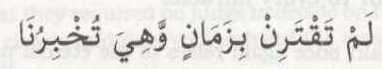 لَمْ تَقْتَرِنْ بِزَمَانٍ وَّهِيَ تُخْبِرُنَا